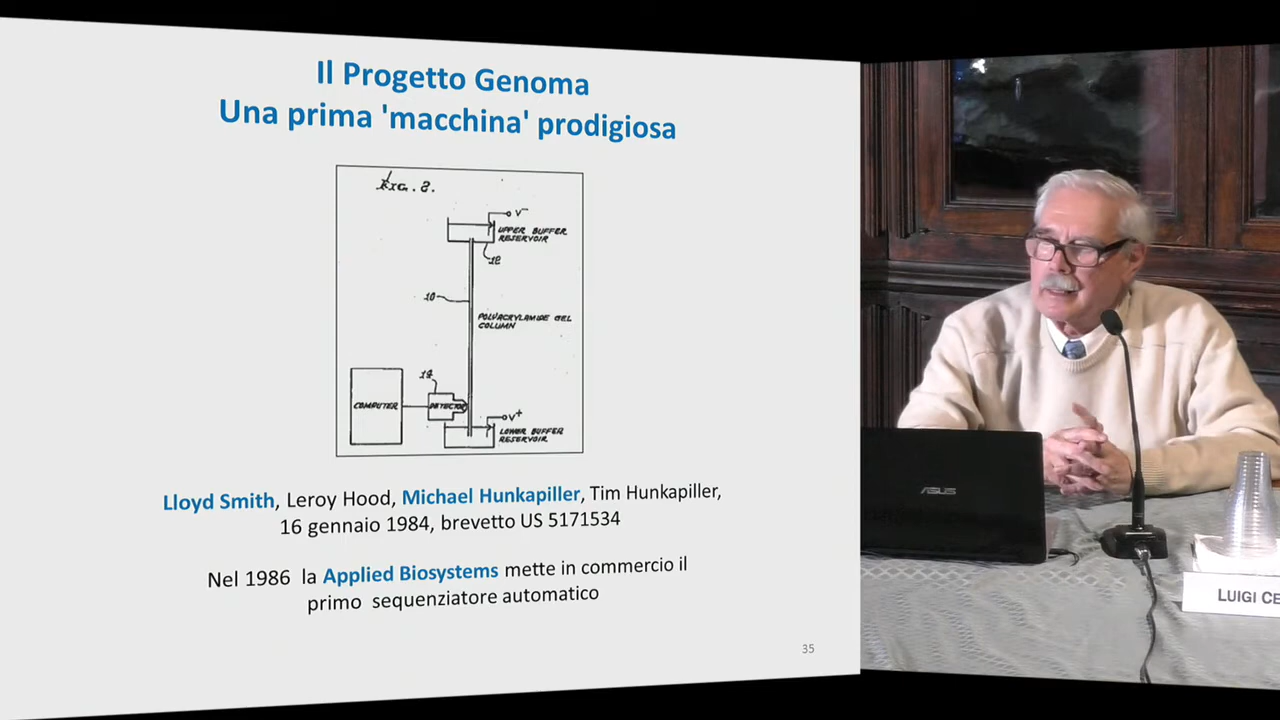 Il Progetto Genoma
Una prima 'macchina' prodigiosa
FIG. 2.
V-
UPPER BUFFER
RESERVOIR
12
10
POLYACRYLAMIDE GEL
COLUMN
14
COMPUTER
DETECTOR
V+
LOWER BUFFER
RESERVOIR
Lloyd Smith, Leroy Hood, Michael Hunkapiller, Tim Hunkapiller,
16 gennaio 1984, brevetto US 5171534
Nel 1986 la Applied Biosystems mette in commercio il
primo sequenziatore automatico
35
ASUS
LUIGI CE